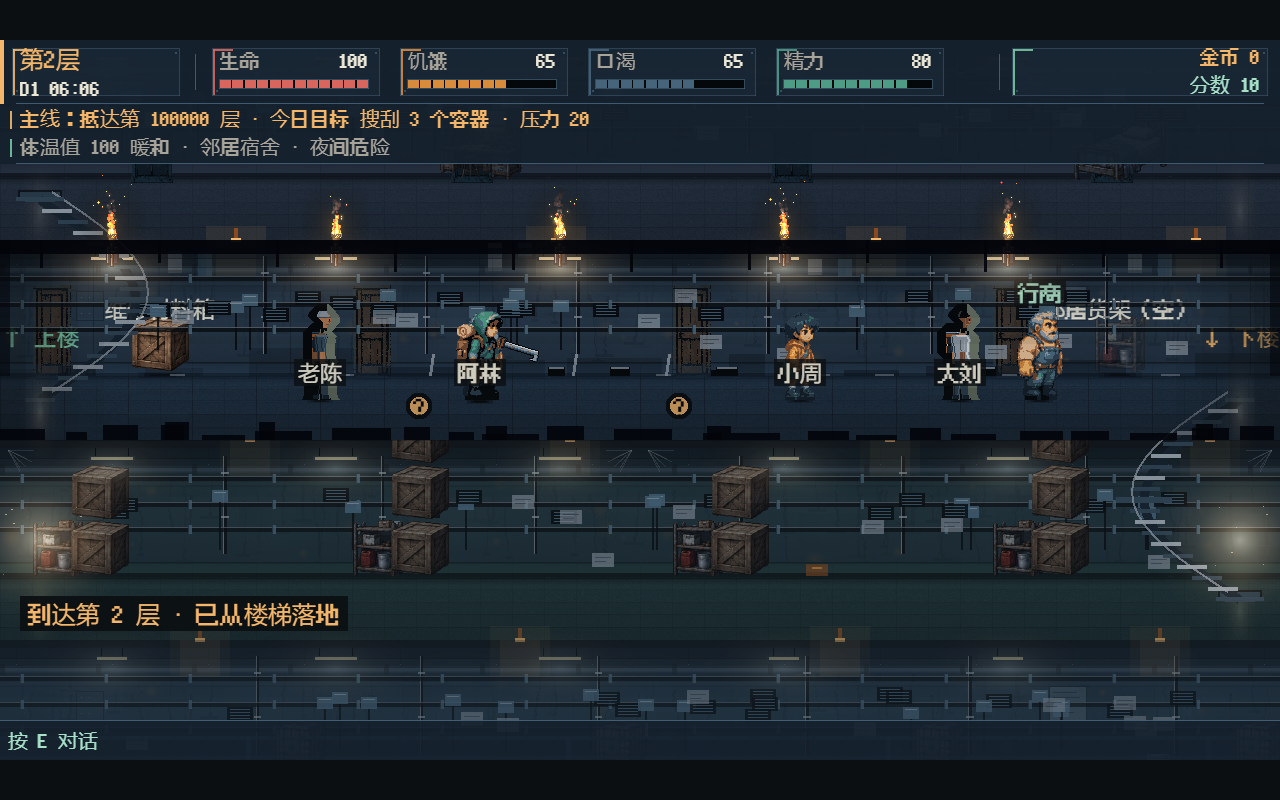 第2层
D1 06:06
生命 100
饥饿 65
口渴 65
精力 80
金币 0
分数 10
主线：抵达第 100000 层 · 今日目标 搜刮 3 个容器 · 压力 20
体温值 100 暖和 · 邻居宿舍 · 夜间危险
行商
居货架（空）
↑ 上楼
↓ 下楼
老陈
阿林
小周
大刘
?
?
到达第 2 层 · 已从楼梯落地
按 E 对话